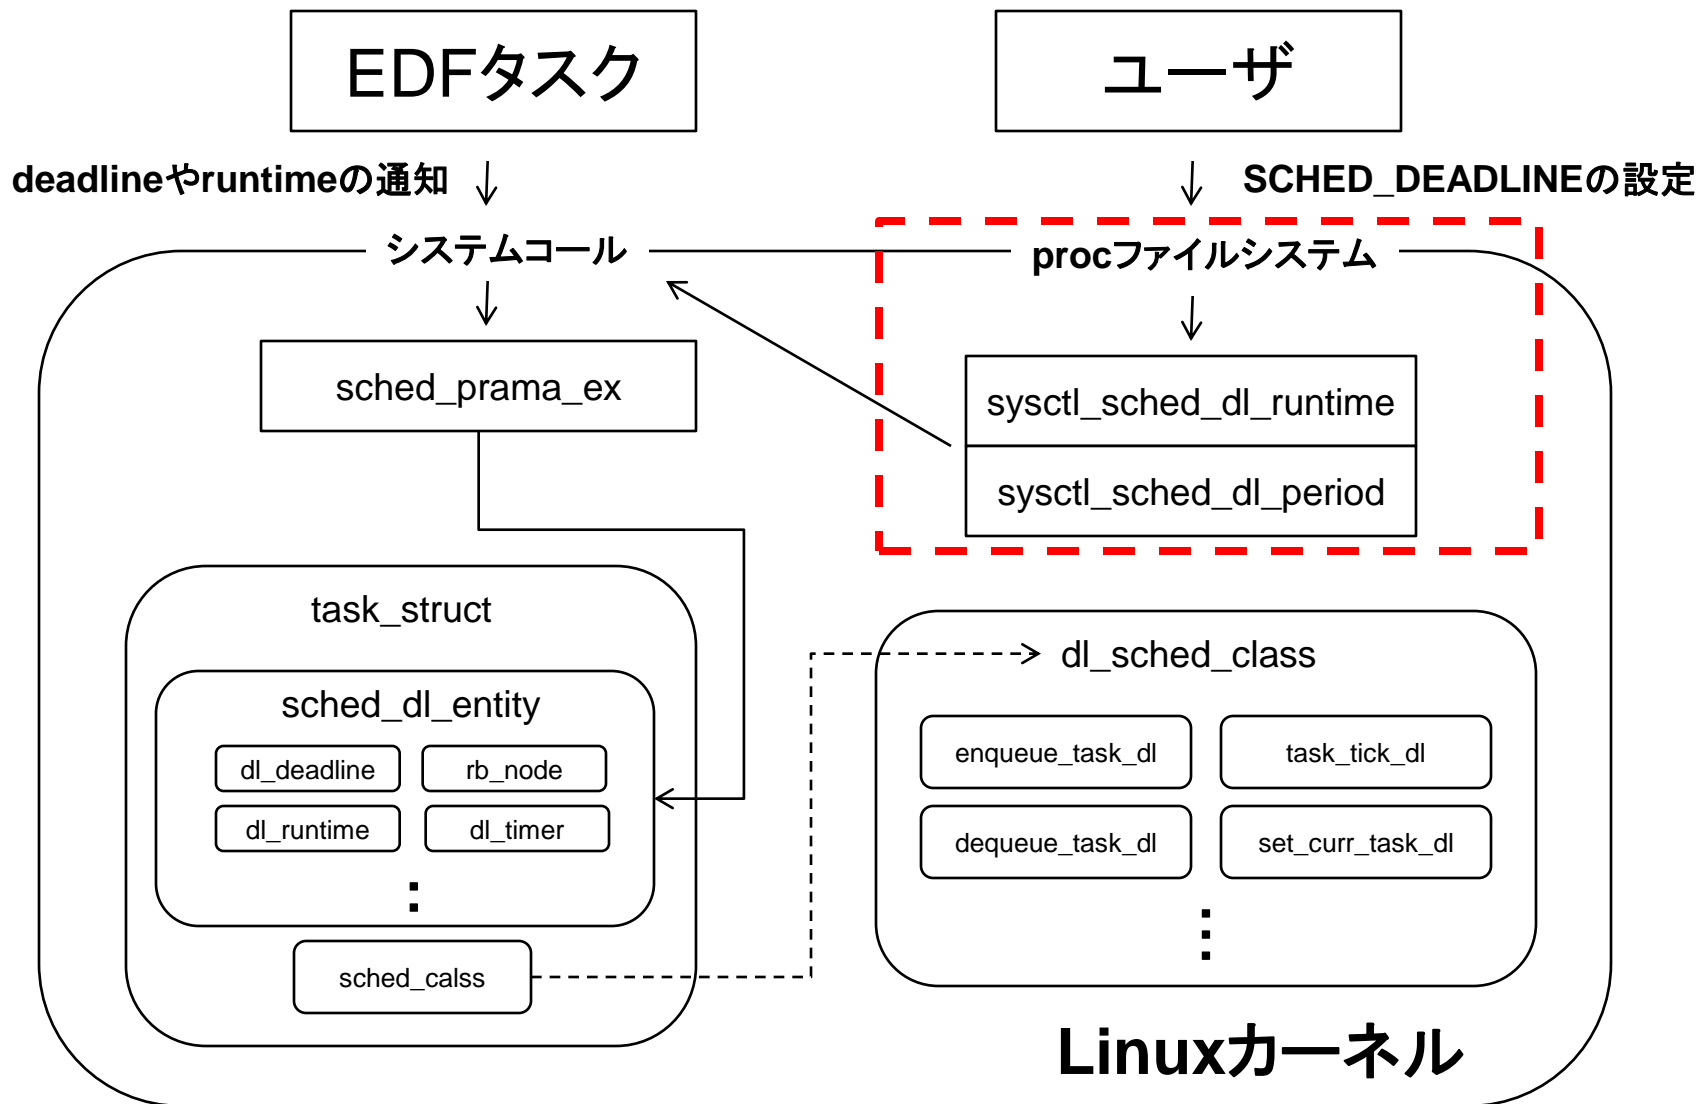 EDFタスク
ユーザ
deadlineやruntimeの通知
SCHED_DEADLINEの設定
システムコール
procファイルシステム
sched_prama_ex
sysctl_sched_dl_runtime
sysctl_sched_dl_period
task_struct
sched_dl_entity
dl_deadline
rb_node
dl_runtime
dl_timer
sched_calss
dl_sched_class
enqueue_task_dl
task_tick_dl
dequeue_task_dl
set_curr_task_dl
Linuxカーネル